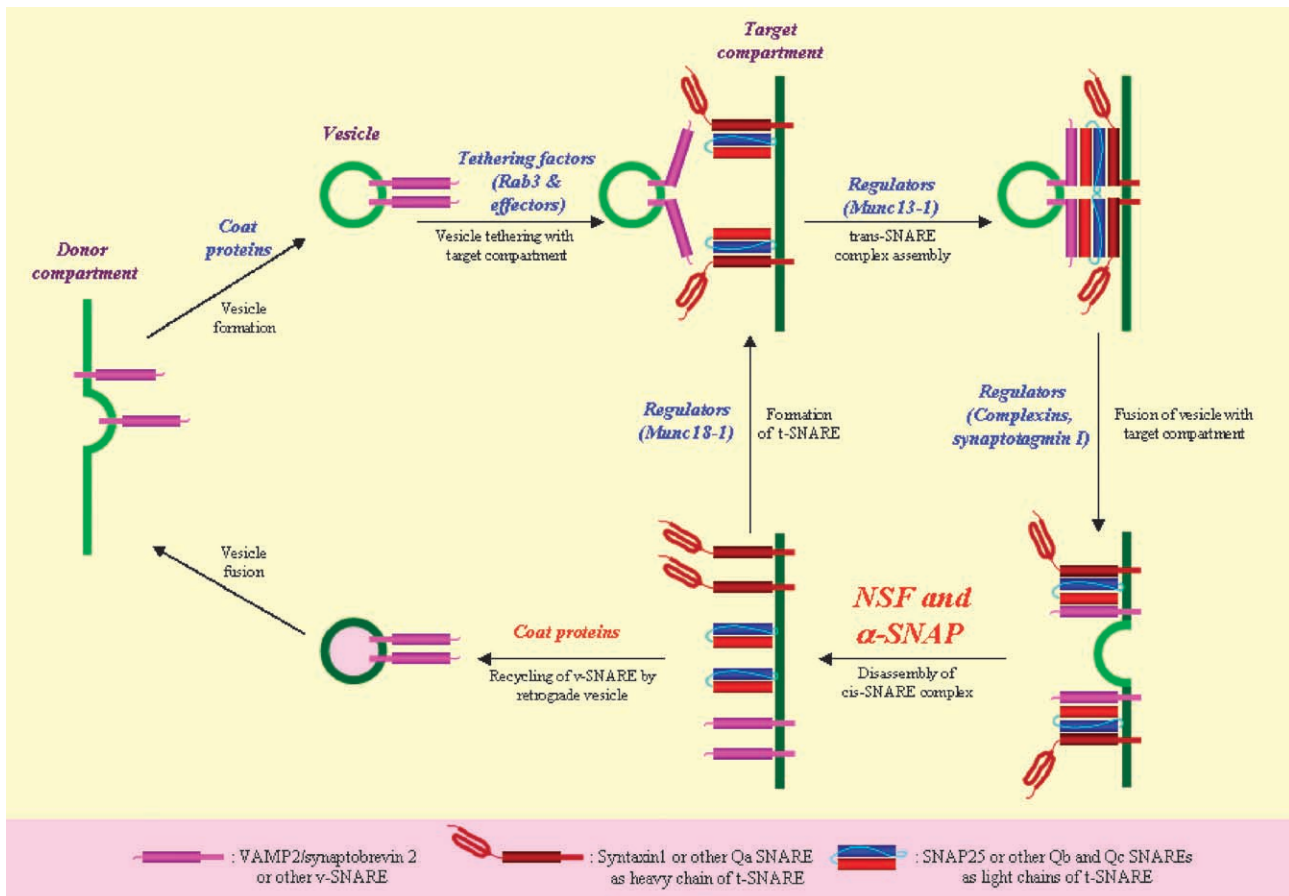 Target
compartment
Vesicle
Tethering factors
(Rab3 &
effectors)
Vesicle tethering with
target compartment
Regulators
(Munc13-1)
trans-SNARE
complex assembly
Coat
proteins
Donor
compartment
Vesicle
formation
Regulators
(Munc18-1)
Formation
of t-SNARE
Regulators
(Complexins,
synaptotagmin I)
Fusion of vesicle with
target compartment
Vesicle
fusion
Coat proteins
Recycling of v-SNARE by
retrograde vesicle
NSF and
α-SNAP
Disassembly of
cis-SNARE complex
: VAMP2/synaptobrevin 2
or other v-SNARE
: Syntaxin1 or other Qa SNARE
as heavy chain of t-SNARE
: SNAP25 or other Qb and Qc SNAREs
as light chains of t-SNARE